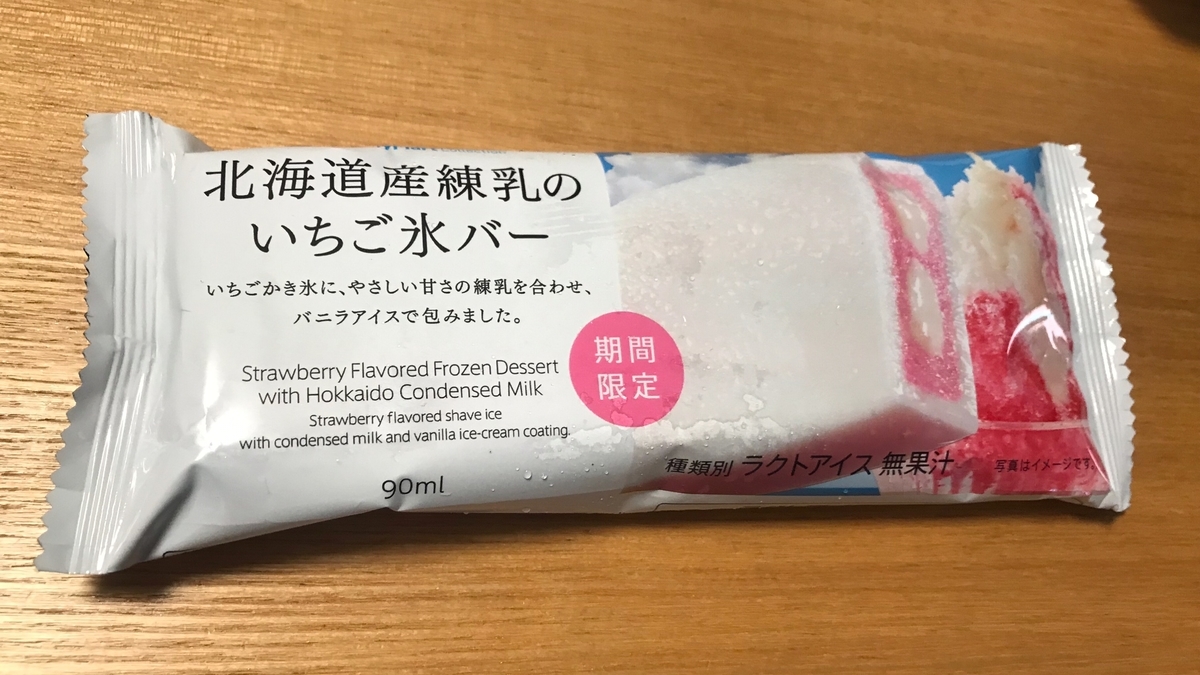 北海道産練乳の
いちご氷バー
いちごかき氷に、やさしい甘さの練乳を合わせ、
バニラアイスで包みました。
Strawberry Flavored Frozen Dessert
with Hokkaido Condensed Milk
Strawberry flavored shave ice
with condensed milk and vanilla ice-cream coating.
90ml
期間
限定
種類別 ラクトアイス 無果汁
写真はイメージです。